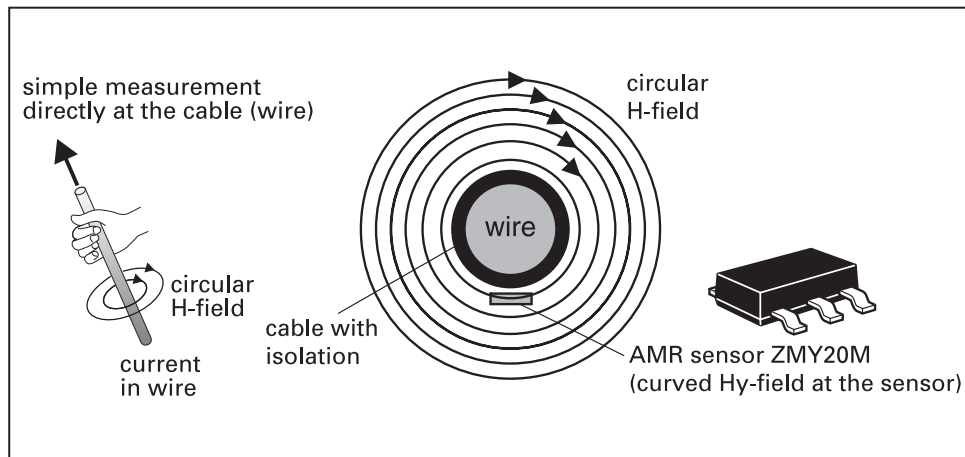 simple measurement
directly at the cable (wire)
circular
H-field
current
in wire
circular
H-field
wire
cable with
isolation
AMR sensor ZMY20M
(curved Hy-field at the sensor)